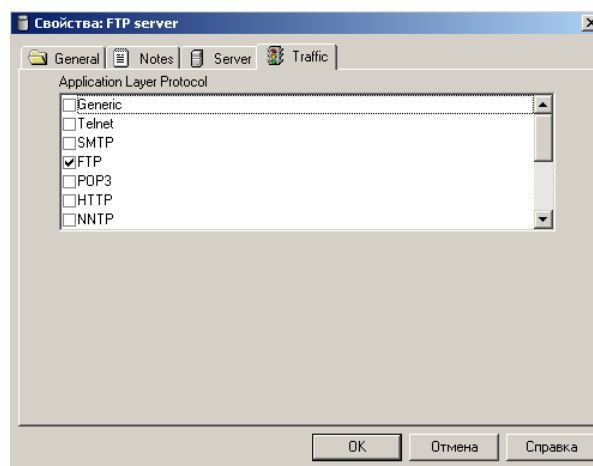 Свойства: FTP server
General Notes Server Traffic
Application Layer Protocol
Generic
Telnet
SMTP
FTP
POP3
HTTP
NNTP
OK Отмена Справка